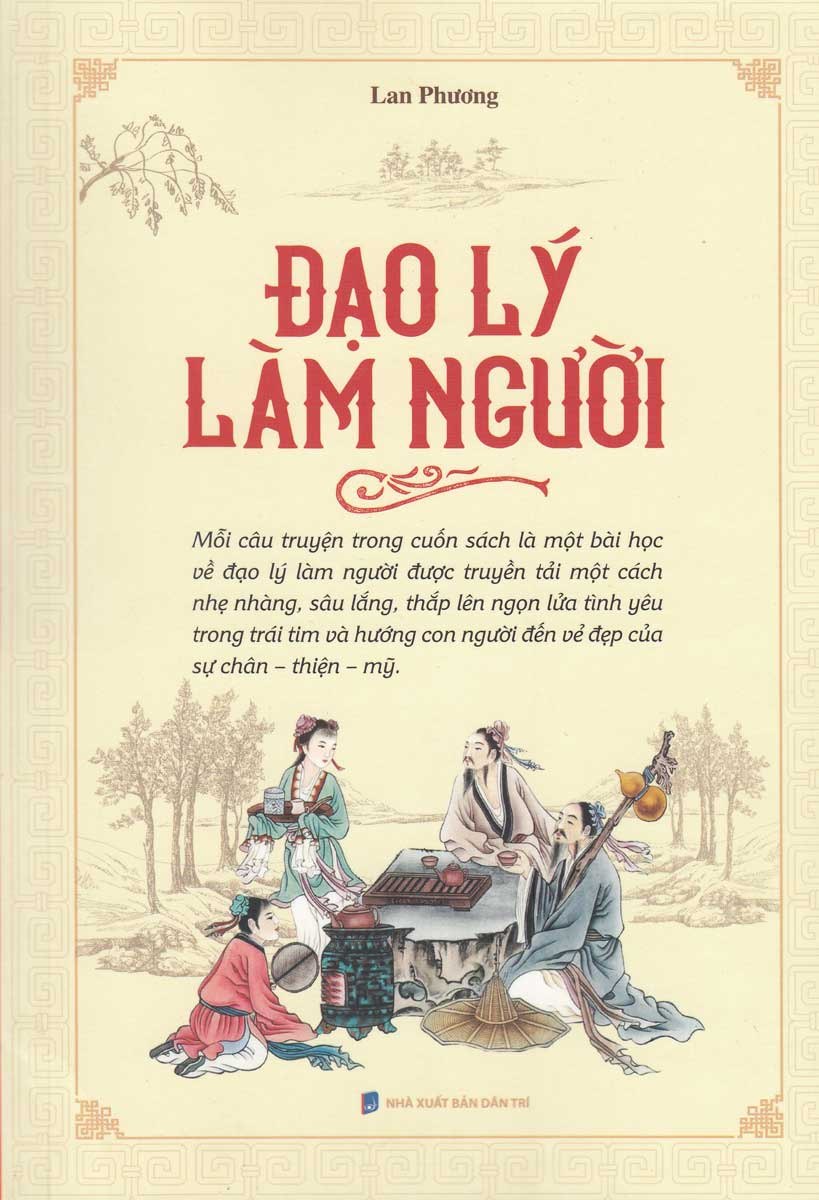 Lan Phương
ĐẠO LÝ
LÀM NGƯỜI
Mỗi câu truyện trong cuốn sách là một bài học
về đạo lý làm người được truyền tải một cách
nhẹ nhàng, sâu lắng, thắp lên ngọn lửa tình yêu
trong trái tim và hướng con người đến vẻ đẹp của
sự chân – thiện – mỹ.
NHÀ XUẤT BẢN DÂN TRÍ